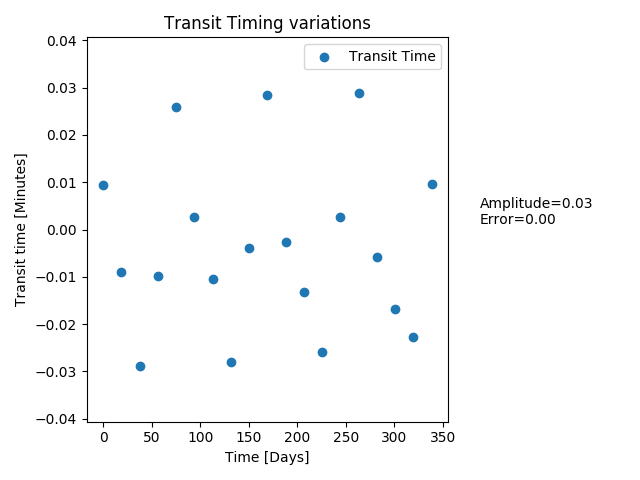 Transit Timing variations
Transit Time
0.04
0.03
0.02
0.01
0.00
−0.01
−0.02
−0.03
−0.04
Transit time [Minutes]
Amplitude=0.03
Error=0.00
0 50 100 150 200 250 300 350
Time [Days]